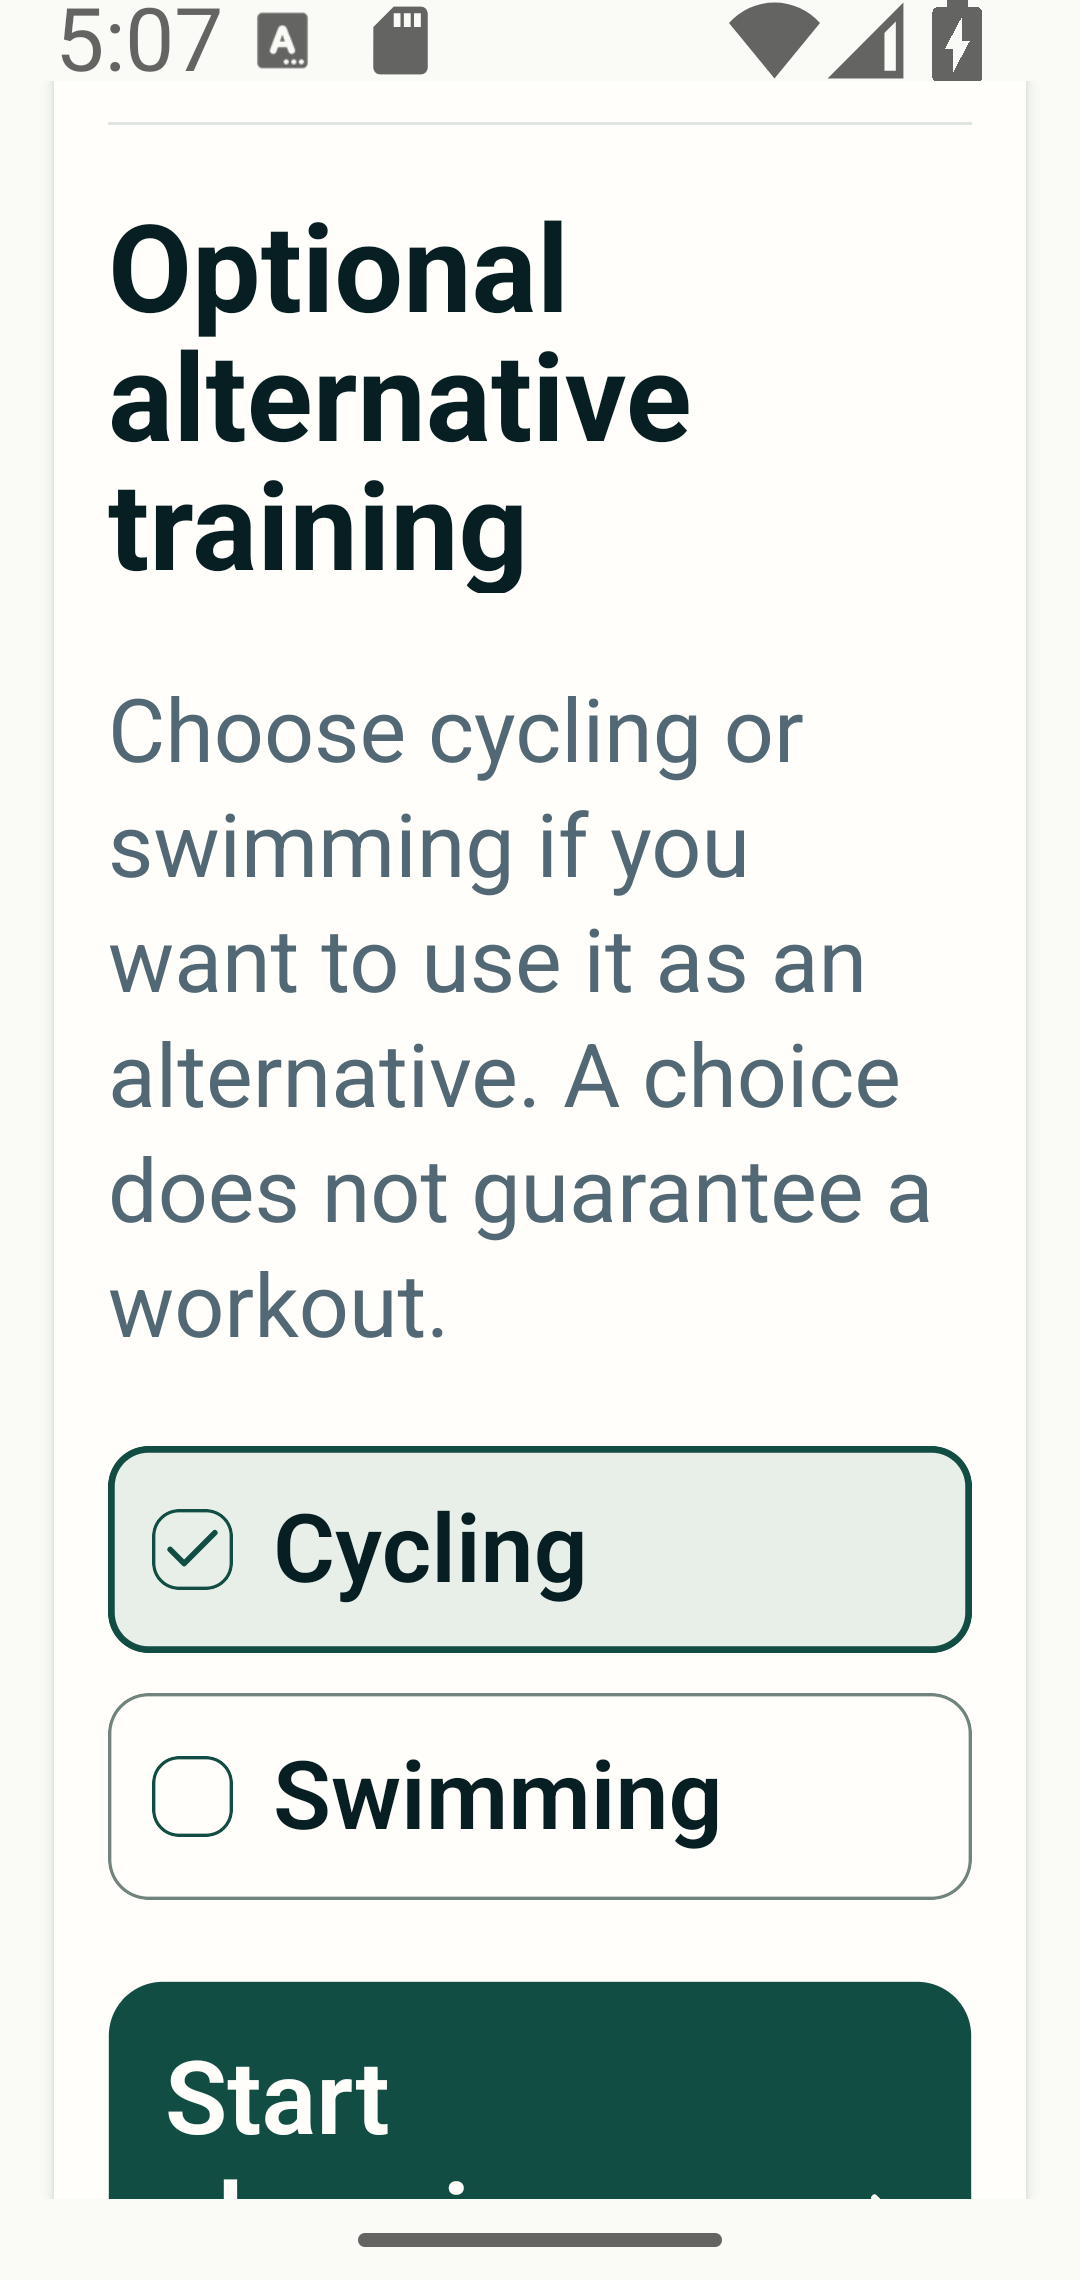 5:07
Optional
alternative
training
Choose cycling or
swimming if you
want to use it as an
alternative. A choice
does not guarantee a
workout.
Cycling
Swimming
Start